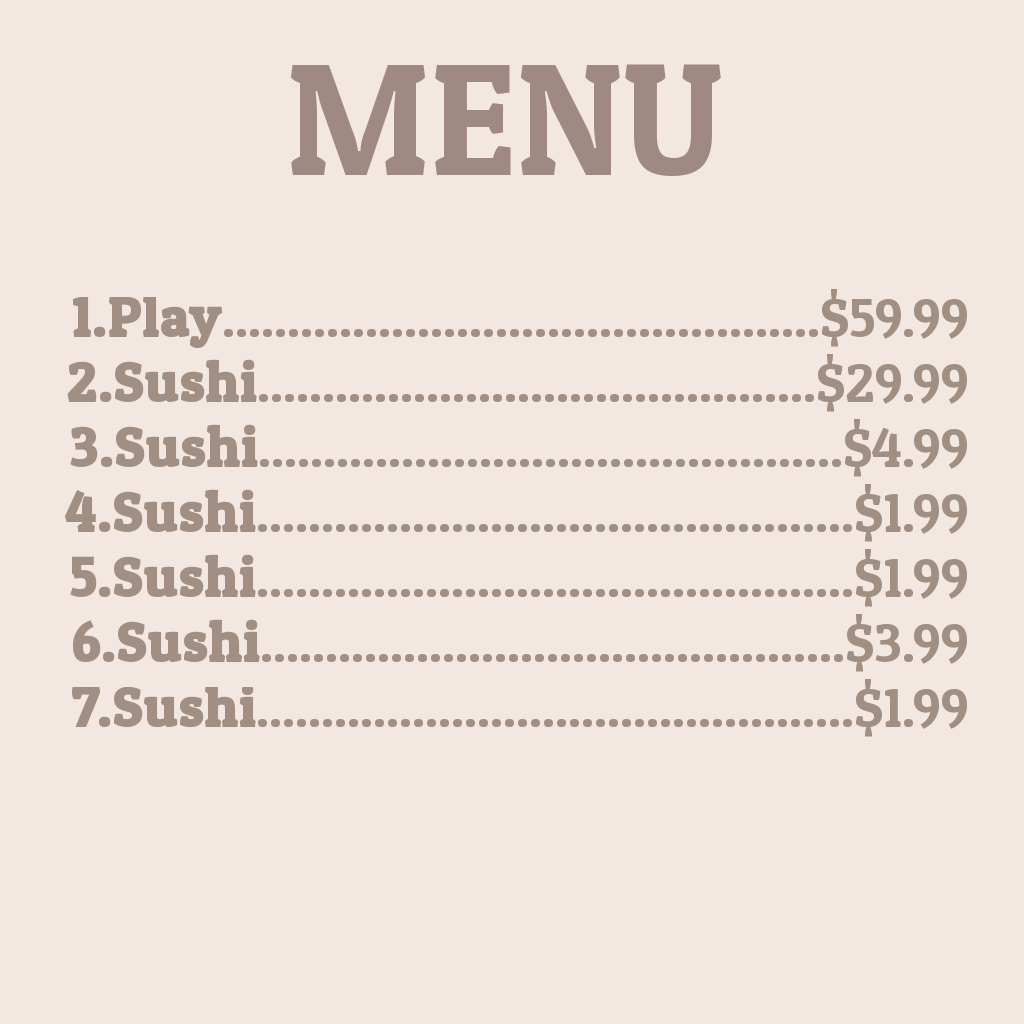 MENU
1.Play..............................................$59.99
2.Sushi...........................................$29.99
3.Sushi.............................................$4.99
4.Sushi..............................................$1.99
5.Sushi..............................................$1.99
6.Sushi.............................................$3.99
7.Sushi..............................................$1.99